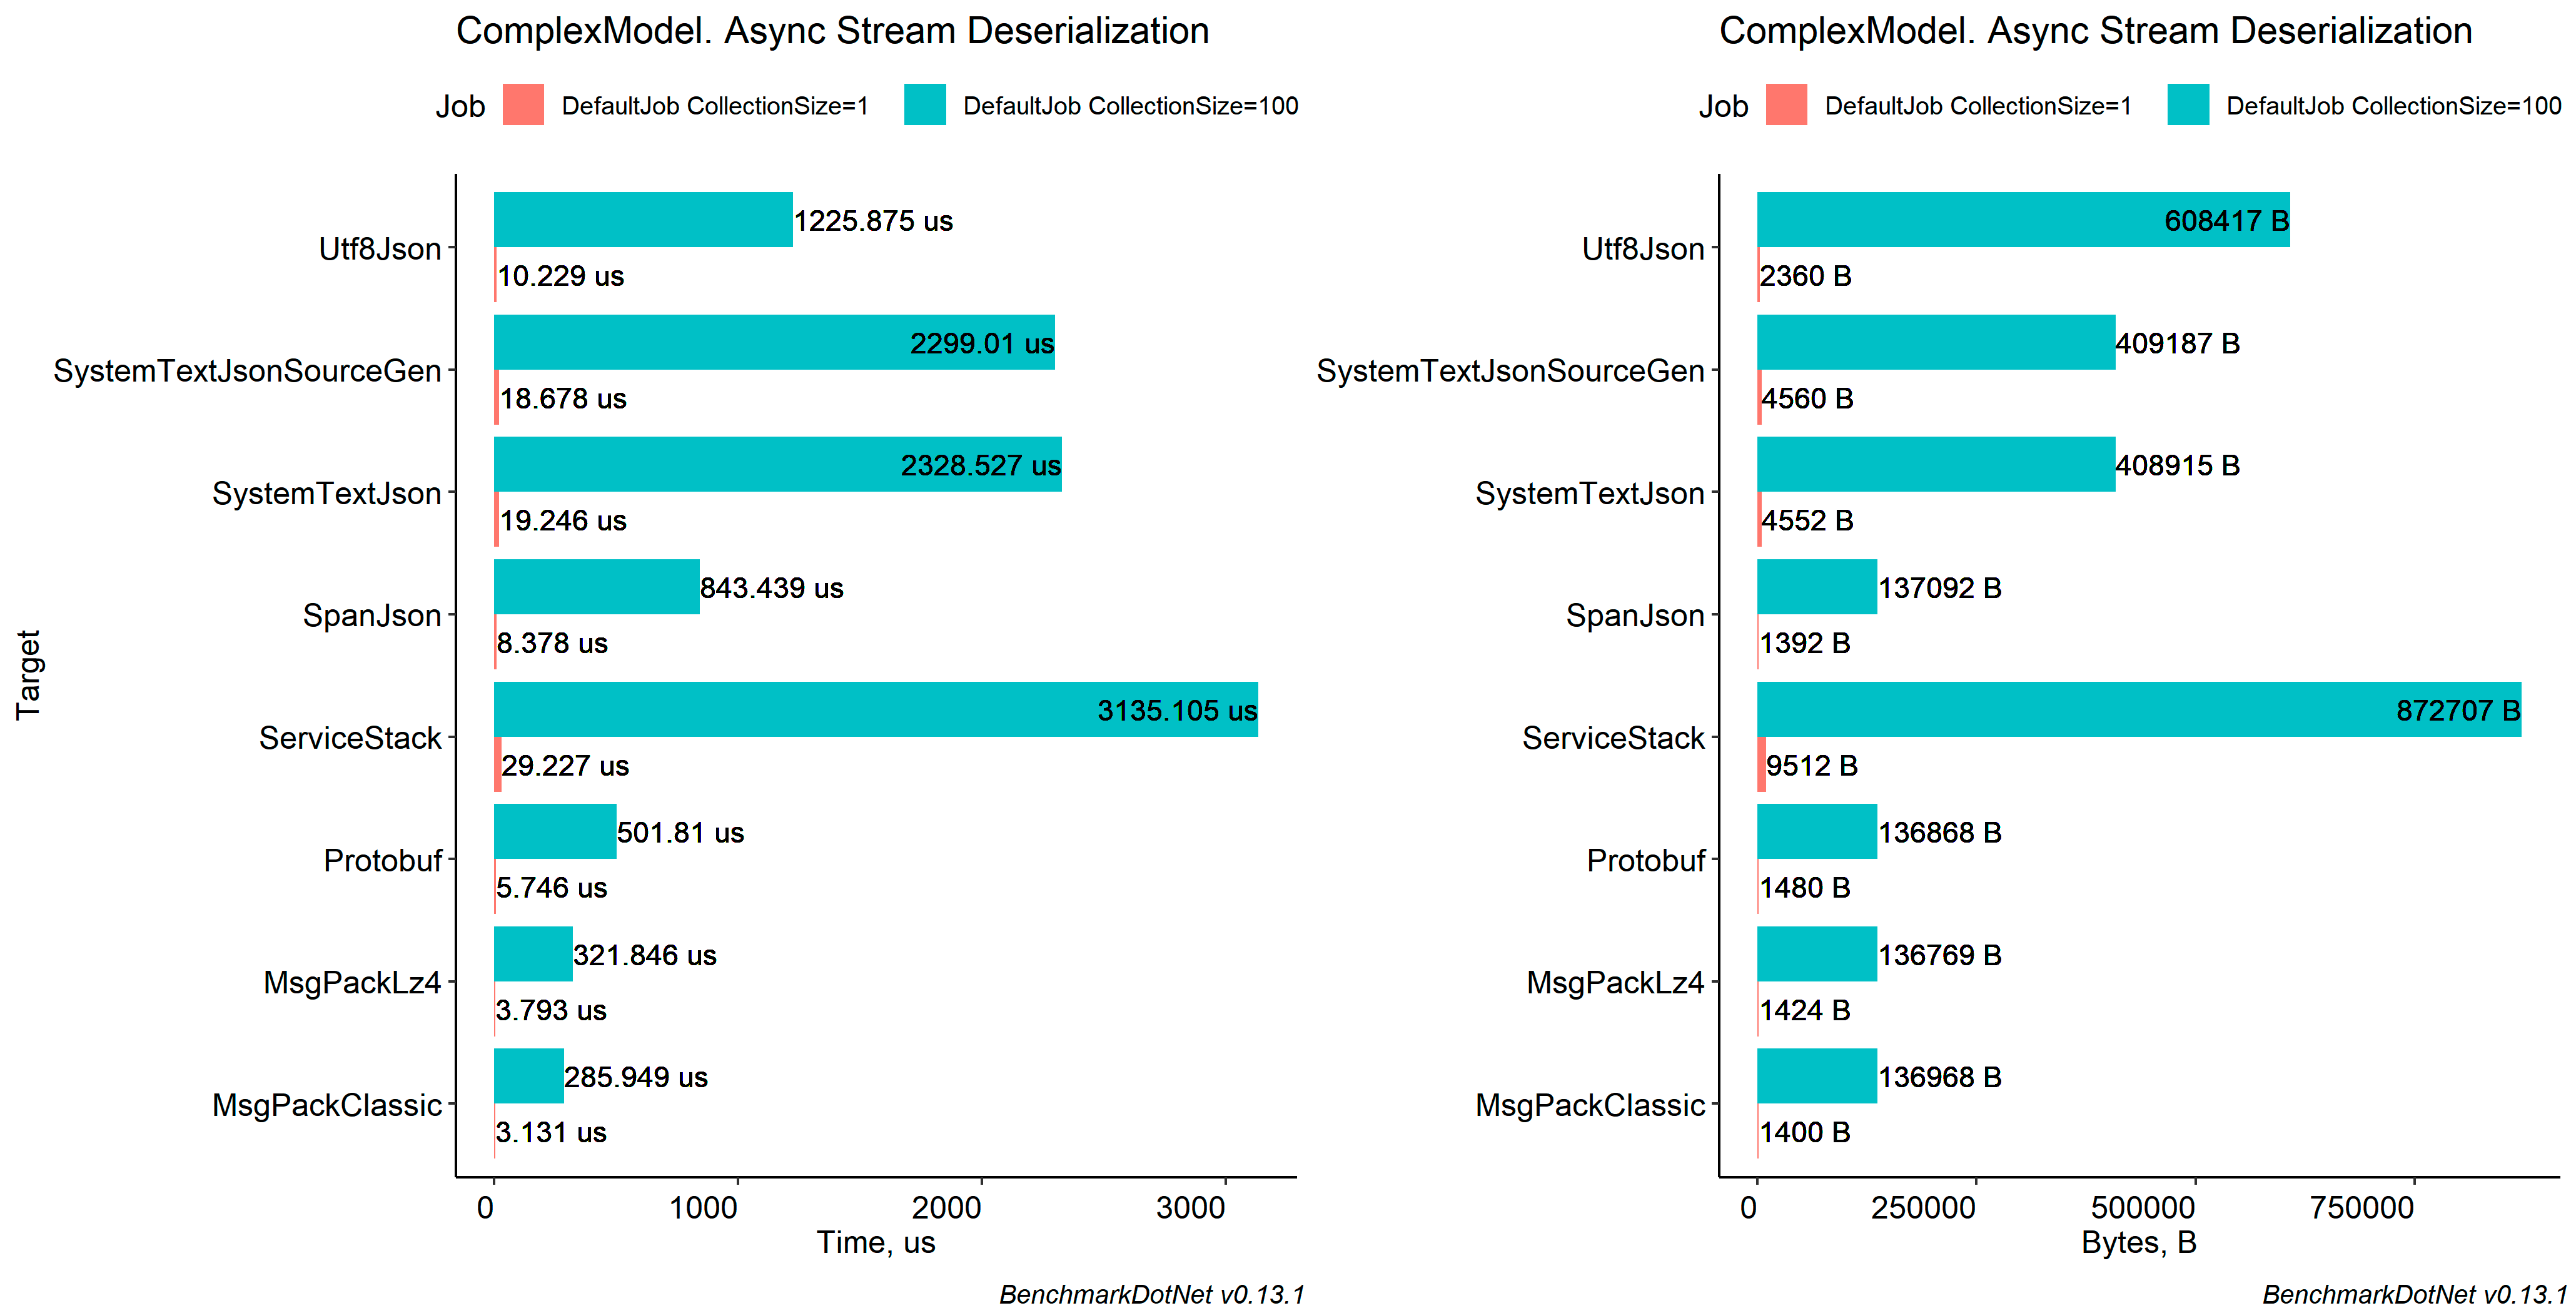 ComplexModel. Async Stream Deserialization
Job DefaultJob CollectionSize=1 DefaultJob CollectionSize=100
Target
Utf8Json
1225.875 us
10.229 us
SystemTextJsonSourceGen
2299.01 us
18.678 us
SystemTextJson
2328.527 us
19.246 us
SpanJson
843.439 us
8.378 us
ServiceStack
3135.105 us
29.227 us
Protobuf
501.81 us
5.746 us
MsgPackLz4
321.846 us
3.793 us
MsgPackClassic
285.949 us
3.131 us
0 1000 2000 3000
Time, us
BenchmarkDotNet v0.13.1
ComplexModel. Async Stream Deserialization
Job DefaultJob CollectionSize=1 DefaultJob CollectionSize=100
Utf8Json
608417 B
2360 B
SystemTextJsonSourceGen
409187 B
4560 B
SystemTextJson
408915 B
4552 B
SpanJson
137092 B
1392 B
ServiceStack
872707 B
9512 B
Protobuf
136868 B
1480 B
MsgPackLz4
136769 B
1424 B
MsgPackClassic
136968 B
1400 B
0 250000 500000 750000
Bytes, B
BenchmarkDotNet v0.13.1